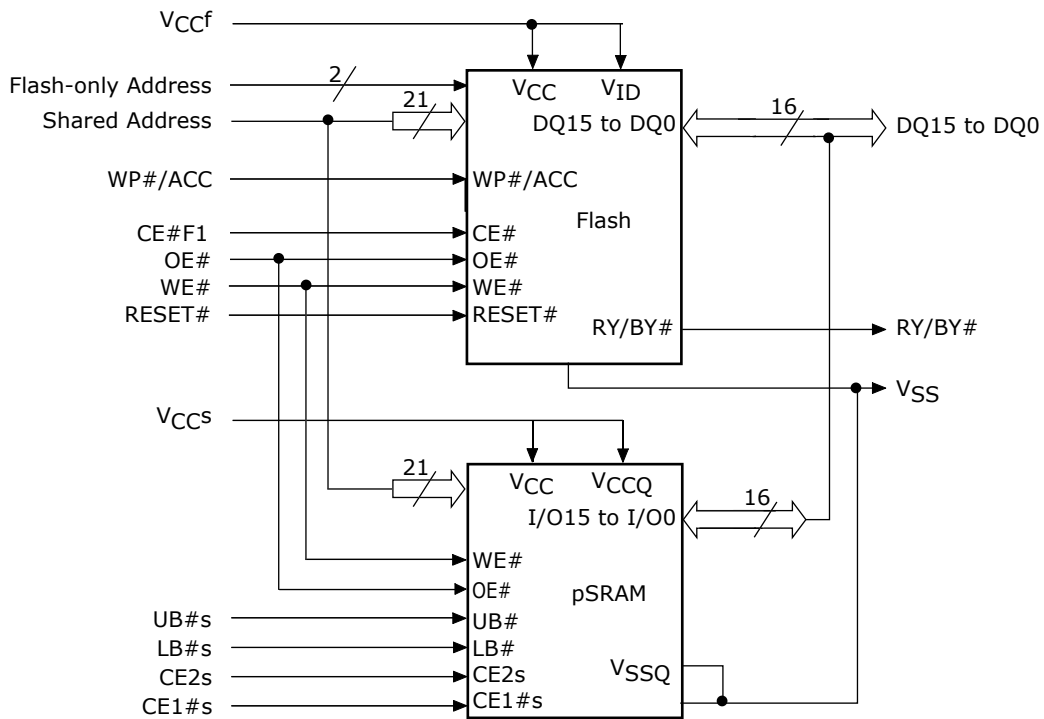 VCCf
Flash-only Address
2
Shared Address
21
VCC
VID
DQ15 to DQ0
16
DQ15 to DQ0
WP#/ACC
WP#/ACC
Flash
CE#F1
CE#
OE#
OE#
WE#
WE#
RESET#
RESET#
RY/BY#
RY/BY#
VSS
VCCs
21
VCC
VCCQ
I/O15 to I/O0
16
WE#
OE#
pSRAM
UB#s
UB#
LB#s
LB#
CE2s
CE2s
VSSQ
CE1#s
CE1#s